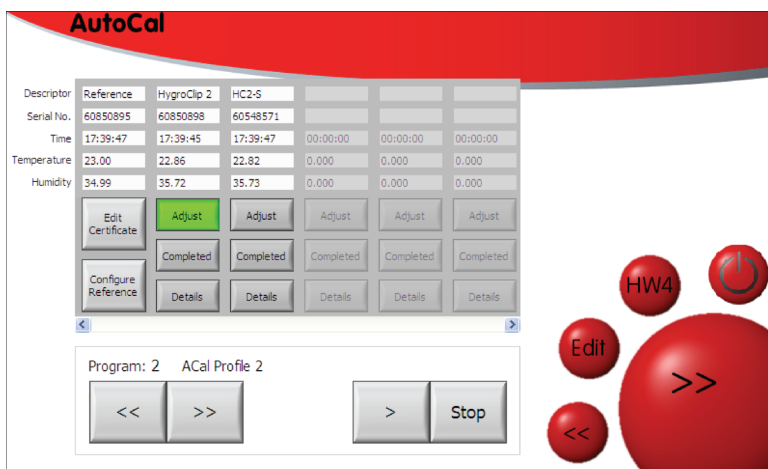 AutoCal
Descriptor Reference HygroClip 2 HC2-S
Serial No. 60850895 60850898 60548571
Time 17:39:47 17:39:45 17:39:47 00:00:00 00:00:00 00:00:00
Temperature 23.00 22.86 22.82 0.000 0.000 0.000
Humidity 34.99 35.72 35.73 0.000 0.000 0.000
Edit Certificate Adjust Adjust Adjust Adjust Adjust
Completed Completed Completed Completed Completed
Configure Reference Details Details Details Details Details
HW4
Edit
>>
<<
Program: 2 ACal Profile 2
<< >> > Stop